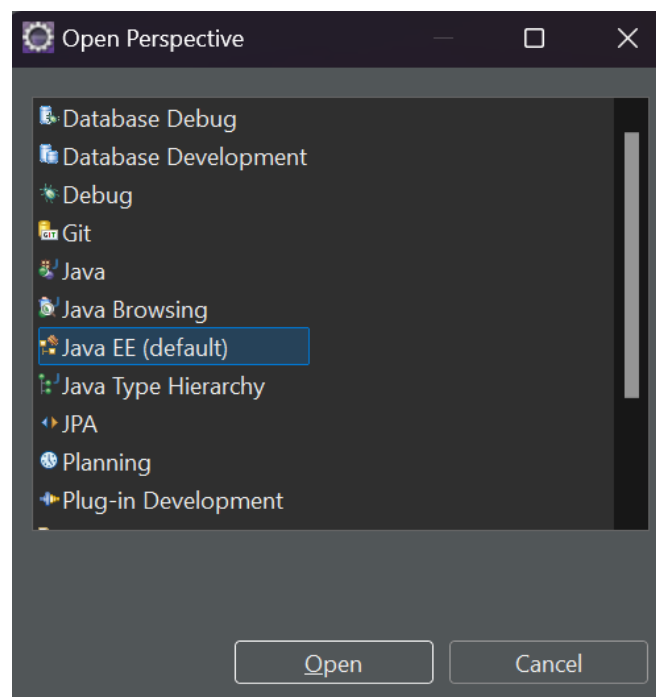 Open Perspective
Database Debug
Database Development
Debug
GIT Git
Java
Java Browsing
Java EE (default)
Java Type Hierarchy
JPA
Planning
Plug-in Development
Open
Cancel